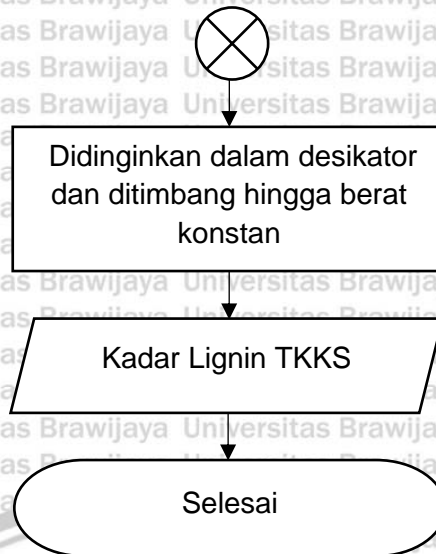 Didinginkan dalam desikator
dan ditimbang hingga berat
konstan
Kadar Lignin TKKS
Selesai